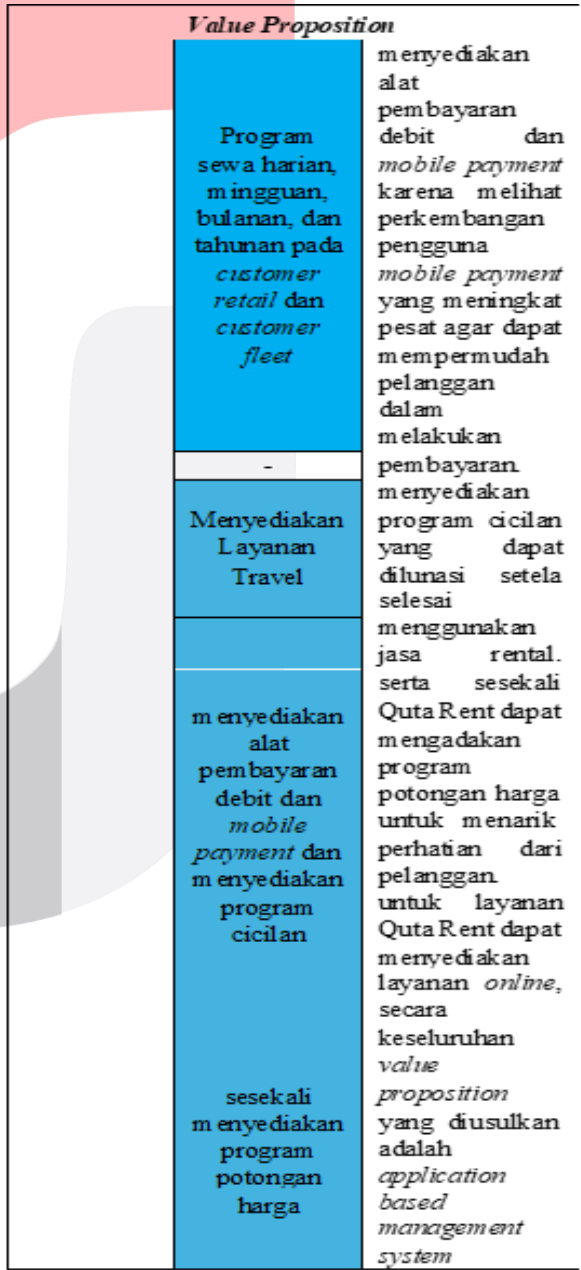 Value Proposition
Program
sewa harian,
mingguan,
bulanan, dan
tahunan pada
customer
retail dan
customer
fleet
-
Menyediakan
Layanan
Travel
menyediakan
alat
pembayaran
debit dan
mobile
payment dan
menyediakan
program
cicilan
sesekali
menyediakan
program
potongan
harga
menyediakan
alat
pembayaran
debit dan
mobile payment
karena melihat
perkembangan
pengguna
mobile payment
yang meningkat
pesat agar dapat
mempermudah
pelanggan
dalam
melakukan
pembayaran.
menyediakan
program cicilan
yang dapat
dilunasi setela
selesai
menggunakan
jasa rental.
serta sesekali
Quta Rent dapat
mengadakan
program
potongan harga
untuk menarik
perhatian dari
pelanggan.
untuk layanan
Quta Rent dapat
menyediakan
layanan online,
secara
keseluruhan
value
proposition
yang diusulkan
adalah
application
based
management
system